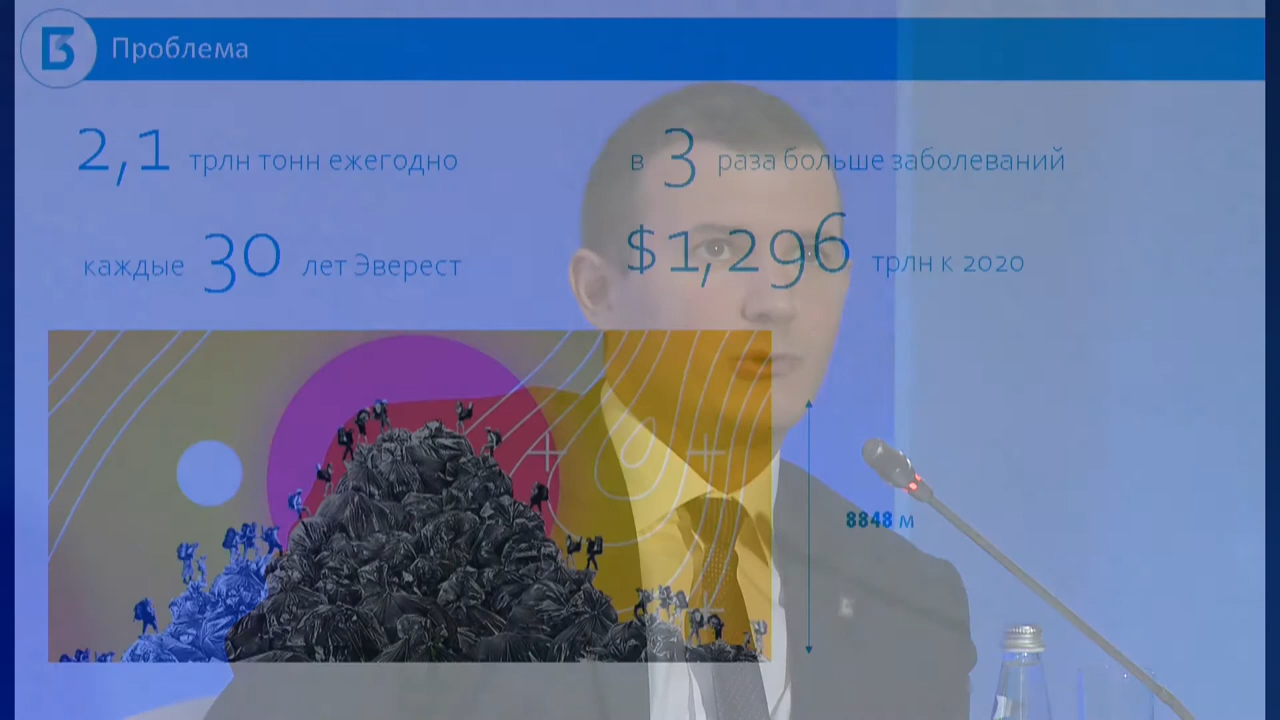 Проблема
2,1 трлн тонн ежегодно
в 3 раза больше заболеваний
каждые 30 лет Эверест
$1,296 трлн к 2020
8848 м